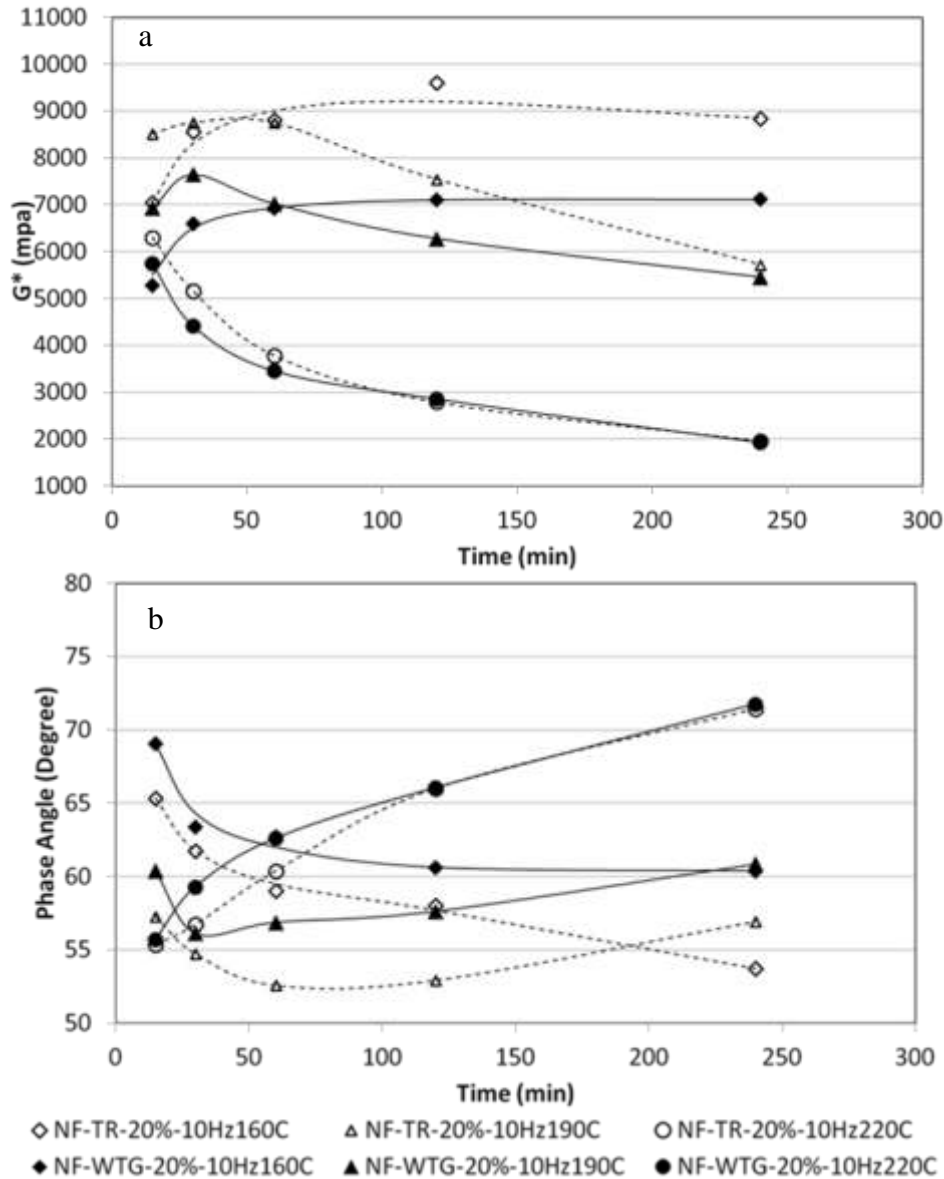 a
11000
10000
9000
8000
7000
6000
5000
4000
3000
2000
1000
G* (mpa)
0 50 100 150 200 250 300
Time (min)
b
80
75
70
65
60
55
50
Phase Angle (Degree)
0 50 100 150 200 250 300
Time (min)
NF-TR-20%-10Hz160C NF-TR-20%-10Hz190C NF-TR-20%-10Hz220C
NF-WTG-20%-10Hz160C NF-WTG-20%-10Hz190C NF-WTG-20%-10Hz220C